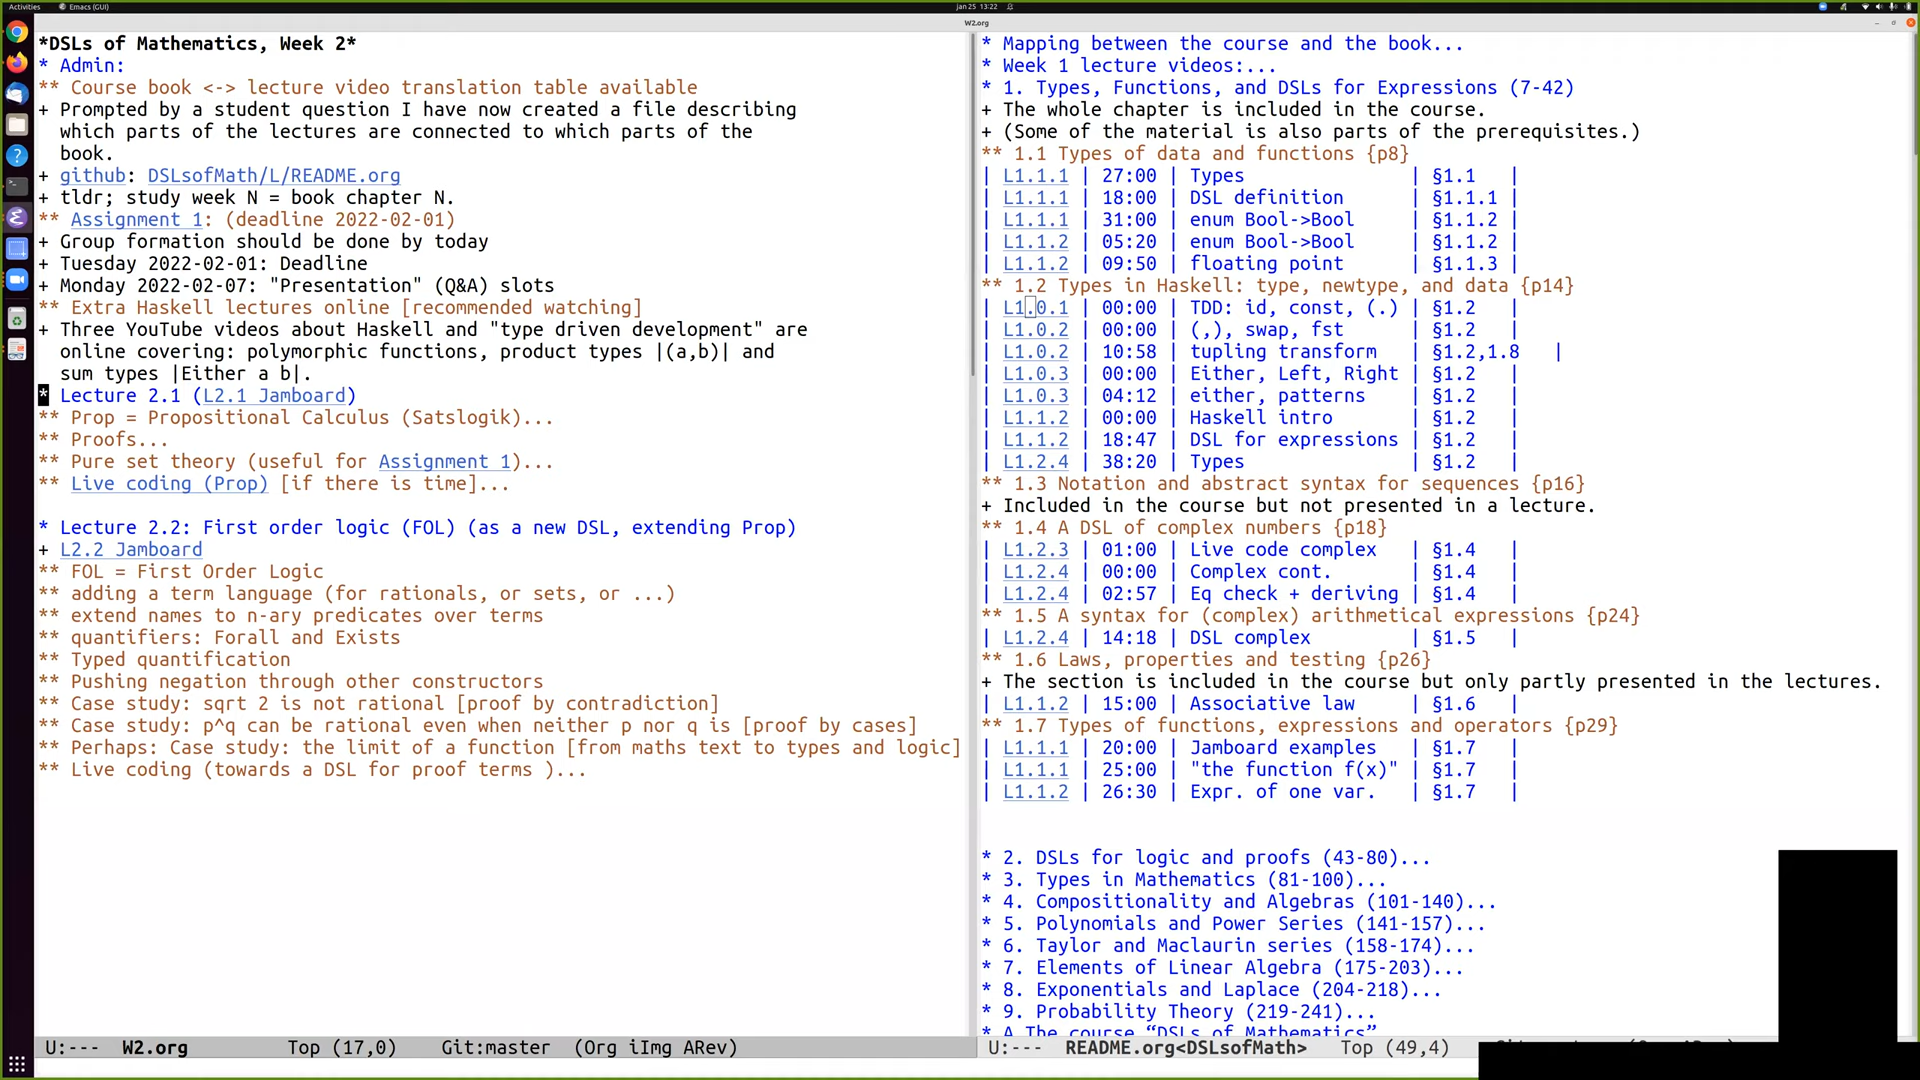 Activities
Emacs (GUI)
Jan 25 13:22
W2.org
*DSLs of Mathematics, Week 2*
* Admin:
** Course book <-> lecture video translation table available
+ Prompted by a student question I have now created a file describing
which parts of the lectures are connected to which parts of the
book.
+ github: DSLsofMath/L/README.org
+ tldr; study week N = book chapter N.
** Assignment 1: (deadline 2022-02-01)
+ Group formation should be done by today
+ Tuesday 2022-02-01: Deadline
+ Monday 2022-02-07: "Presentation" (Q&A) slots
** Extra Haskell lectures online [recommended watching]
+ Three YouTube videos about Haskell and "type driven development" are
online covering: polymorphic functions, product types |(a,b)| and
sum types |Either a b|.
* Lecture 2.1 (L2.1 Jamboard)
** Prop = Propositional Calculus (Satslogik)...
** Proofs...
** Pure set theory (useful for Assignment 1)...
** Live coding (Prop) [if there is time]...
* Lecture 2.2: First order logic (FOL) (as a new DSL, extending Prop)
+ L2.2 Jamboard
** FOL = First Order Logic
** adding a term language (for rationals, or sets, or ...)
** extend names to n-ary predicates over terms
** quantifiers: Forall and Exists
** Typed quantification
** Pushing negation through other constructors
** Case study: sqrt 2 is not rational [proof by contradiction]
** Case study: p^q can be rational even when neither p nor q is [proof by cases]
** Perhaps: Case study: the limit of a function [from maths text to types and logic]
** Live coding (towards a DSL for proof terms )...
U:--- W2.org Top (17,0) Git:master (Org iImg ARev)
* Mapping between the course and the book...
* Week 1 lecture videos:...
* 1. Types, Functions, and DSLs for Expressions (7-42)
+ The whole chapter is included in the course.
+ (Some of the material is also parts of the prerequisites.)
** 1.1 Types of data and functions {p8}
| L1.1.1 | 27:00 | Types | §1.1 |
| L1.1.1 | 18:00 | DSL definition | §1.1.1 |
| L1.1.1 | 31:00 | enum Bool->Bool | §1.1.2 |
| L1.1.2 | 05:20 | enum Bool->Bool | §1.1.2 |
| L1.1.2 | 09:50 | floating point | §1.1.3 |
** 1.2 Types in Haskell: type, newtype, and data {p14}
| L1.0.1 | 00:00 | TDD: id, const, (.) | §1.2 |
| L1.0.2 | 00:00 | (,), swap, fst | §1.2 |
| L1.0.2 | 10:58 | tupling transform | §1.2,1.8 |
| L1.0.3 | 00:00 | Either, Left, Right | §1.2 |
| L1.0.3 | 04:12 | either, patterns | §1.2 |
| L1.1.2 | 00:00 | Haskell intro | §1.2 |
| L1.1.2 | 18:47 | DSL for expressions | §1.2 |
| L1.2.4 | 38:20 | Types | §1.2 |
** 1.3 Notation and abstract syntax for sequences {p16}
+ Included in the course but not presented in a lecture.
** 1.4 A DSL of complex numbers {p18}
| L1.2.3 | 01:00 | Live code complex | §1.4 |
| L1.2.4 | 00:00 | Complex cont. | §1.4 |
| L1.2.4 | 02:57 | Eq check + deriving | §1.4 |
** 1.5 A syntax for (complex) arithmetical expressions {p24}
| L1.2.4 | 14:18 | DSL complex | §1.5 |
** 1.6 Laws, properties and testing {p26}
+ The section is included in the course but only partly presented in the lectures.
| L1.1.2 | 15:00 | Associative law | §1.6 |
** 1.7 Types of functions, expressions and operators {p29}
| L1.1.1 | 20:00 | Jamboard examples | §1.7 |
| L1.1.1 | 25:00 | "the function f(x)" | §1.7 |
| L1.1.2 | 26:30 | Expr. of one var. | §1.7 |
* 2. DSLs for logic and proofs (43-80)...
* 3. Types in Mathematics (81-100)...
* 4. Compositionality and Algebras (101-140)...
* 5. Polynomials and Power Series (141-157)...
* 6. Taylor and Maclaurin series (158-174)...
* 7. Elements of Linear Algebra (175-203)...
* 8. Exponentials and Laplace (204-218)...
* 9. Probability Theory (219-241)...
* A The course “DSLs of Mathematics”
U:--- README.org<DSLsofMath> Top (49,4)